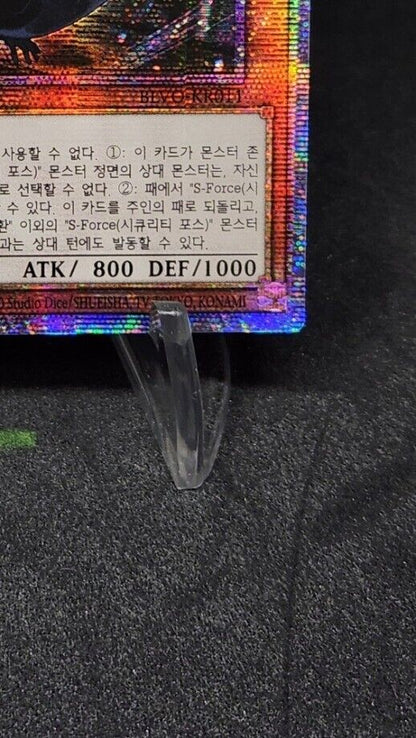 BLVO-KR013
사용할 수 없다. ①: 이 카드가 몬스터 존
포스)" 몬스터 정면의 상대 몬스터는, 자신
로 선택할 수 없다. ②: 패에서 "S-Force(시
수 있다. 이 카드를 주인의 패로 되돌리고,
환" 이외의 "S-Force(시큐리티 포스)" 몬스터
과는 상대 턴에도 발동할 수 있다.
ATK/ 800 DEF/1000
Studio Dice/SHUEISHA, TV TOKYO, KONAMI